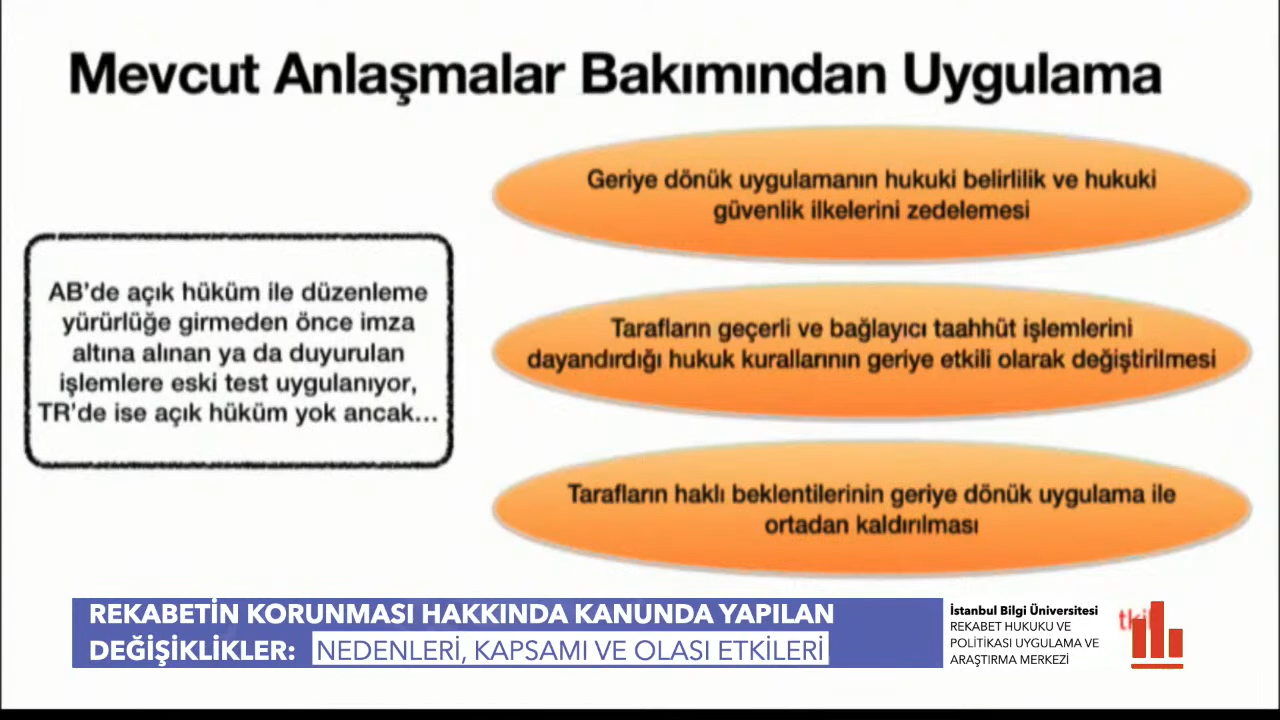 Mevcut Anlaşmalar Bakımından Uygulama
Geriye dönük uygulamanın hukuki belirlilik ve hukuki
güvenlik ilkelerini zedelemesi
AB'de açık hüküm ile düzenleme
yürürlüğe girmeden önce imza
altına alınan ya da duyurulan
işlemlere eski test uygulanıyor,
TR'de ise açık hüküm yok ancak...
Tarafların geçerli ve bağlayıcı taahhüt işlemlerini
dayandırdığı hukuk kurallarının geriye etkili olarak değiştirilmesi
Tarafların haklı beklentilerinin geriye dönük uygulama ile
ortadan kaldırılması
REKABETİN KORUNMASI HAKKINDA KANUNDA YAPILAN
DEĞİŞİKLİKLER: NEDENLERİ, KAPSAMI VE OLASI ETKİLERİ
İstanbul Bilgi Üniversitesi
REKABET HUKUKU VE
POLİTİKASI UYGULAMA VE
ARAŞTIRMA MERKEZİ